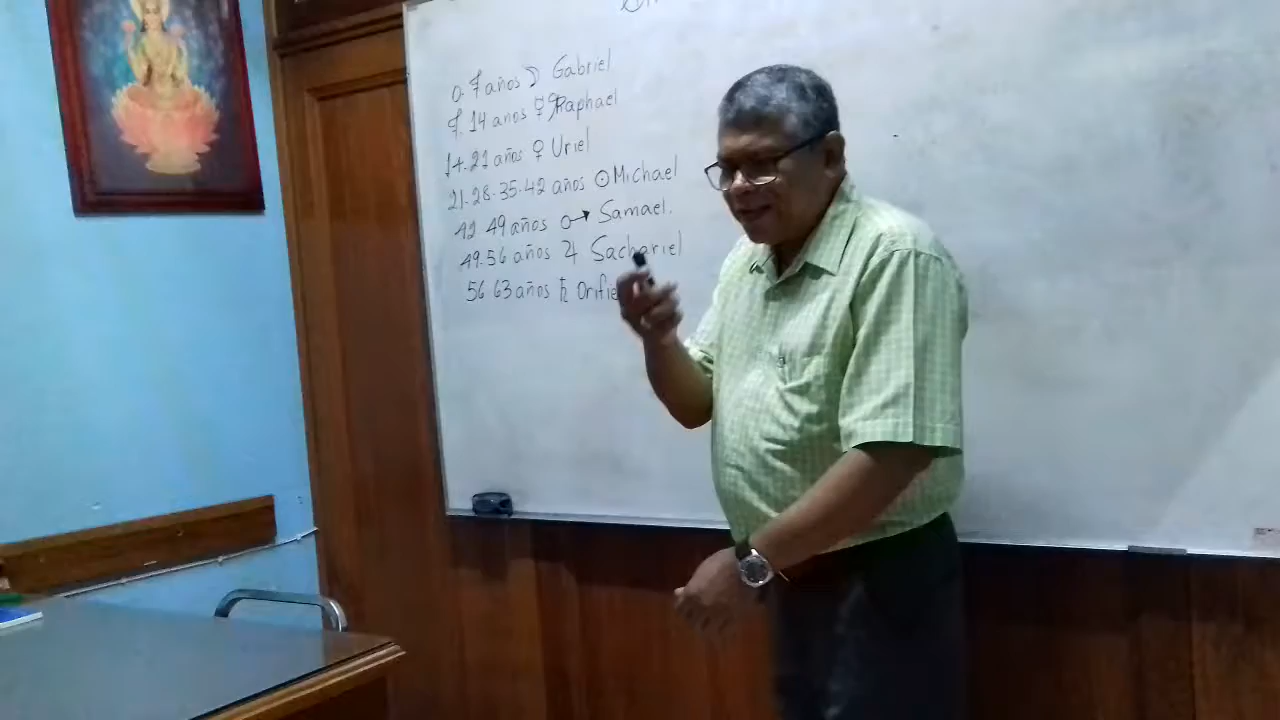 0.7 años ☽ Gabriel
7.14 años ☿ Raphael
14.21 años ♀ Uriel
21.28.35.42 años ☉ Michael
42 49 años o→ Samael.
49.56 años ♃ Sachariel
56 63 años ♄ Orifie